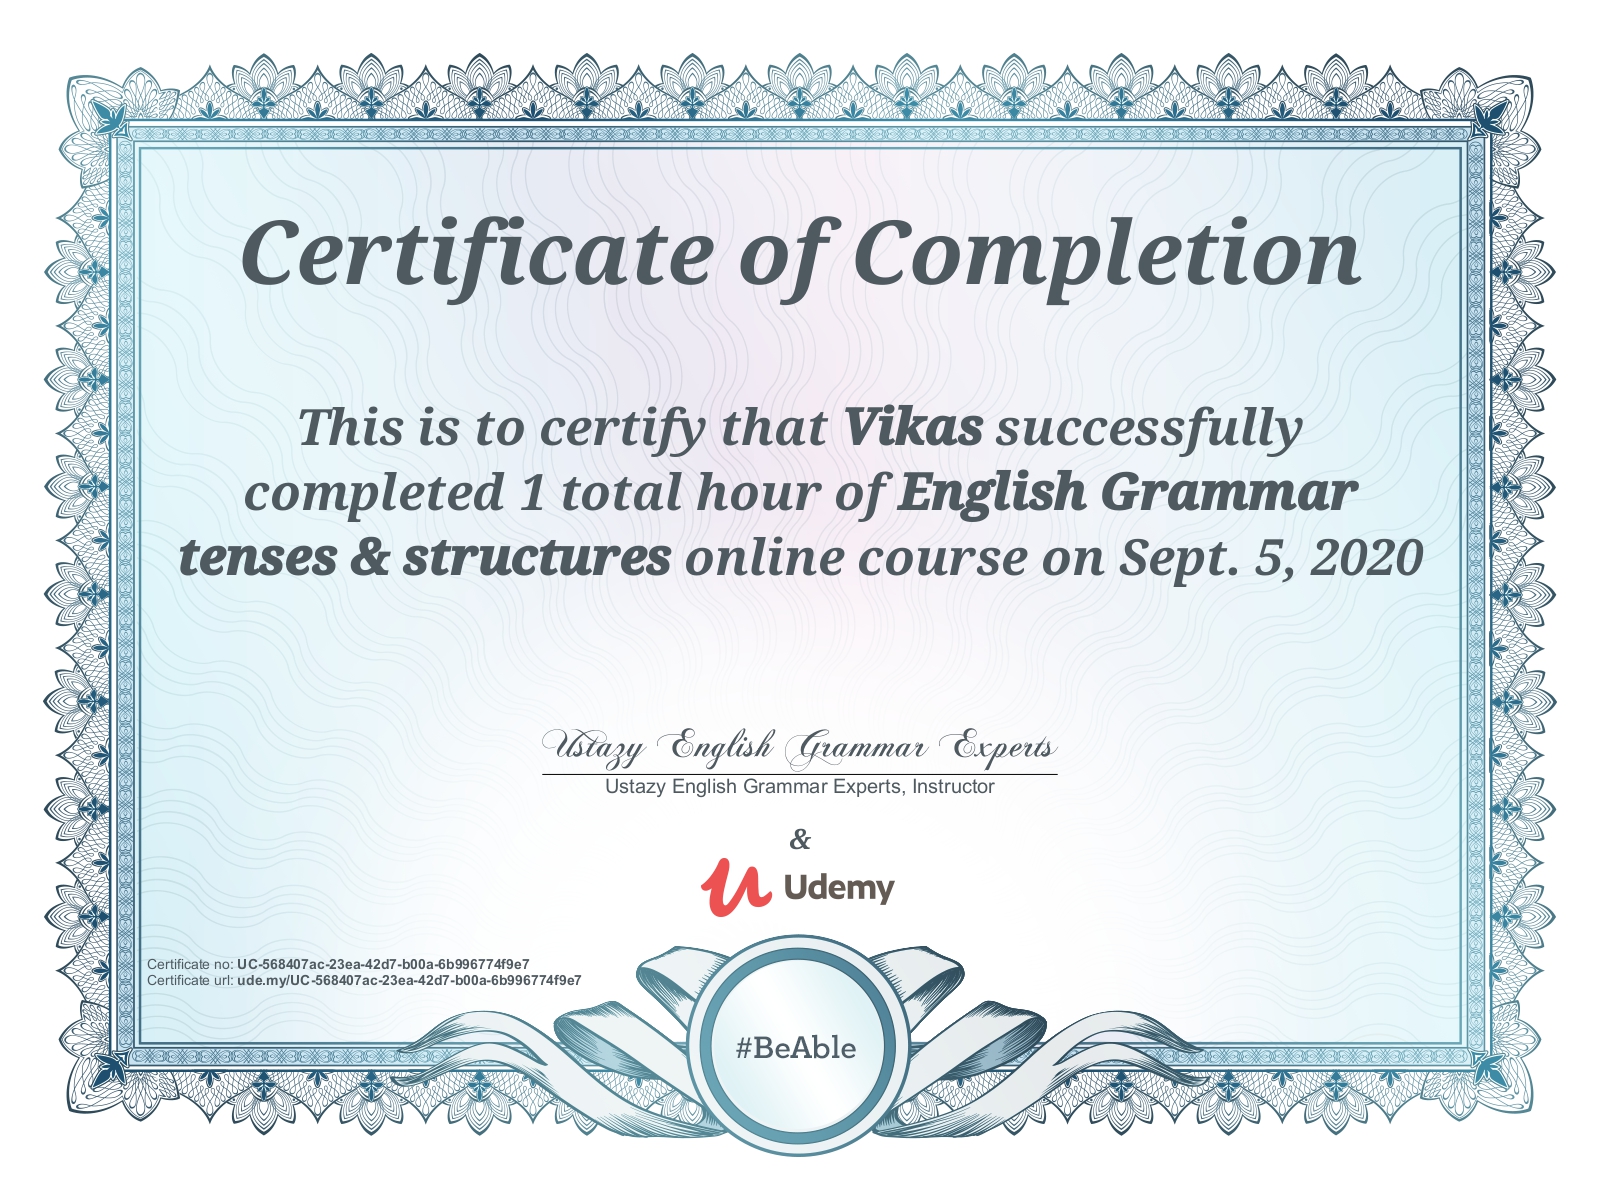 Certificate of Completion
This is to certify that Vikas successfully
completed 1 total hour of English Grammar
tenses & structures online course on Sept. 5, 2020
Ustazy English Grammar Experts
Ustazy English Grammar Experts, Instructor
&
Udemy
Certificate no: UC-568407ac-23ea-42d7-b00a-6b996774f9e7
Certificate url: ude.my/UC-568407ac-23ea-42d7-b00a-6b996774f9e7
#BeAble